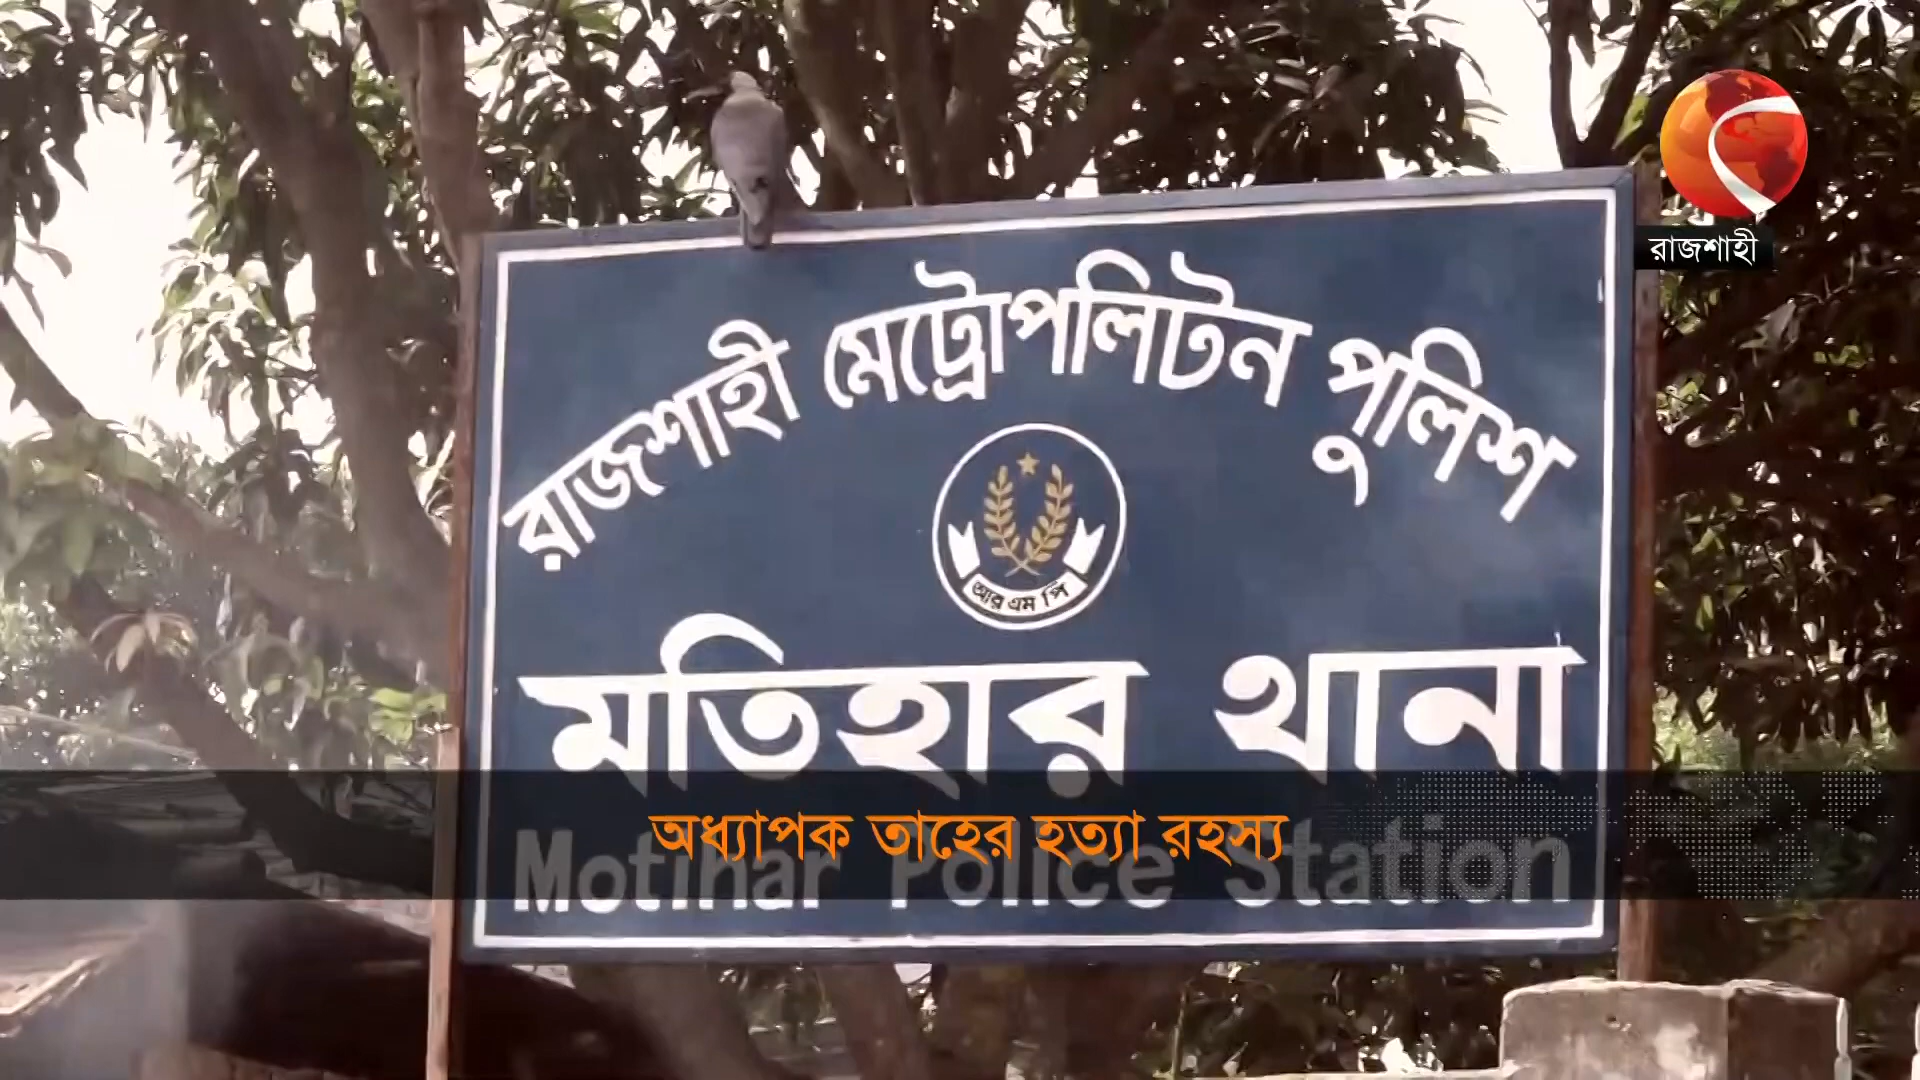 রাজশাহী
রাজশাহী মেট্রোপলিটন পুলিশ
আর এম পি
মতিহার থানা
অধ্যাপক তাহের হত্যা রহস্য
Motihar Police Station